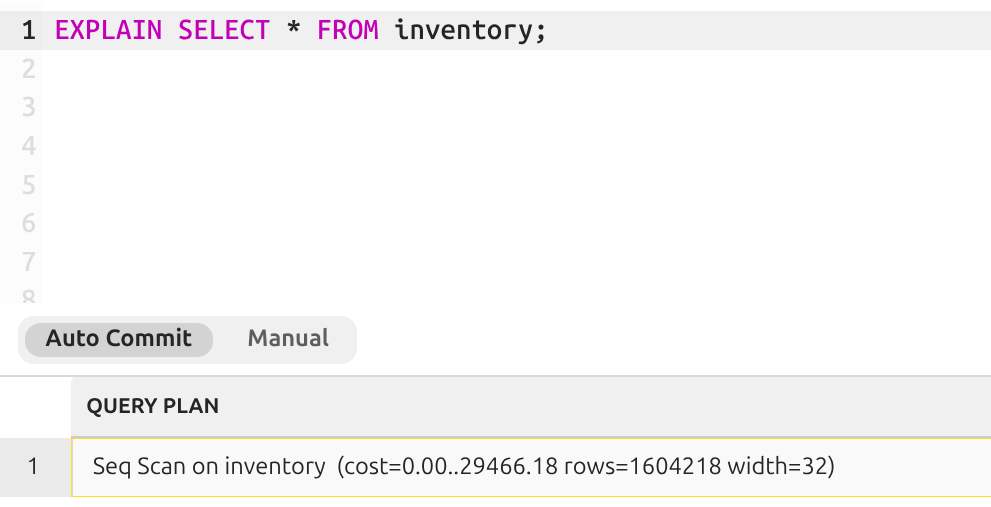 1 EXPLAIN SELECT * FROM inventory;
2
3
4
5
6
7
8
Auto Commit Manual
QUERY PLAN
1 Seq Scan on inventory (cost=0.00..29466.18 rows=1604218 width=32)